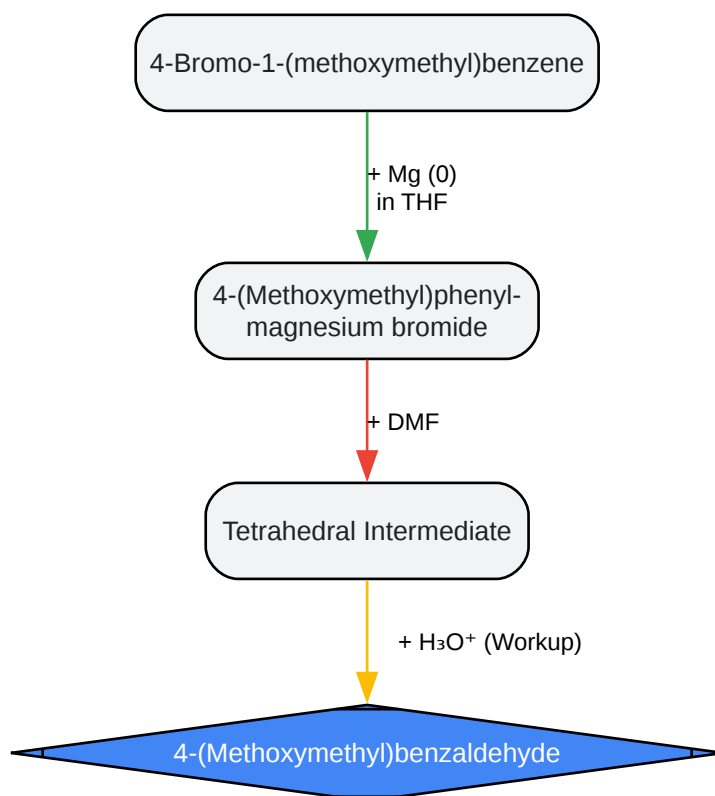 4-Bromo-1-(methoxymethyl)benzene
+ Mg (0)
in THF
4-(Methoxymethyl)phenyl-
magnesium bromide
+ DMF
Tetrahedral Intermediate
+ H₃O⁺ (Workup)
4-(Methoxymethyl)benzaldehyde